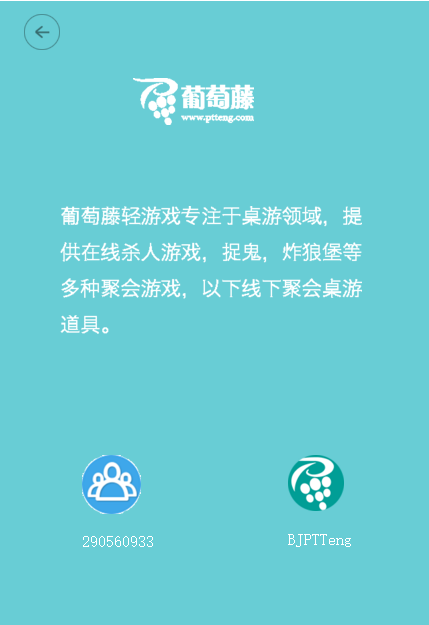 葡萄藤
www.ptteng.com
葡萄藤轻游戏专注于桌游领域，提
供在线杀人游戏，捉鬼，炸狼堡等
多种聚会游戏，以下线下聚会桌游
道具。
290560933
BJPTTeng